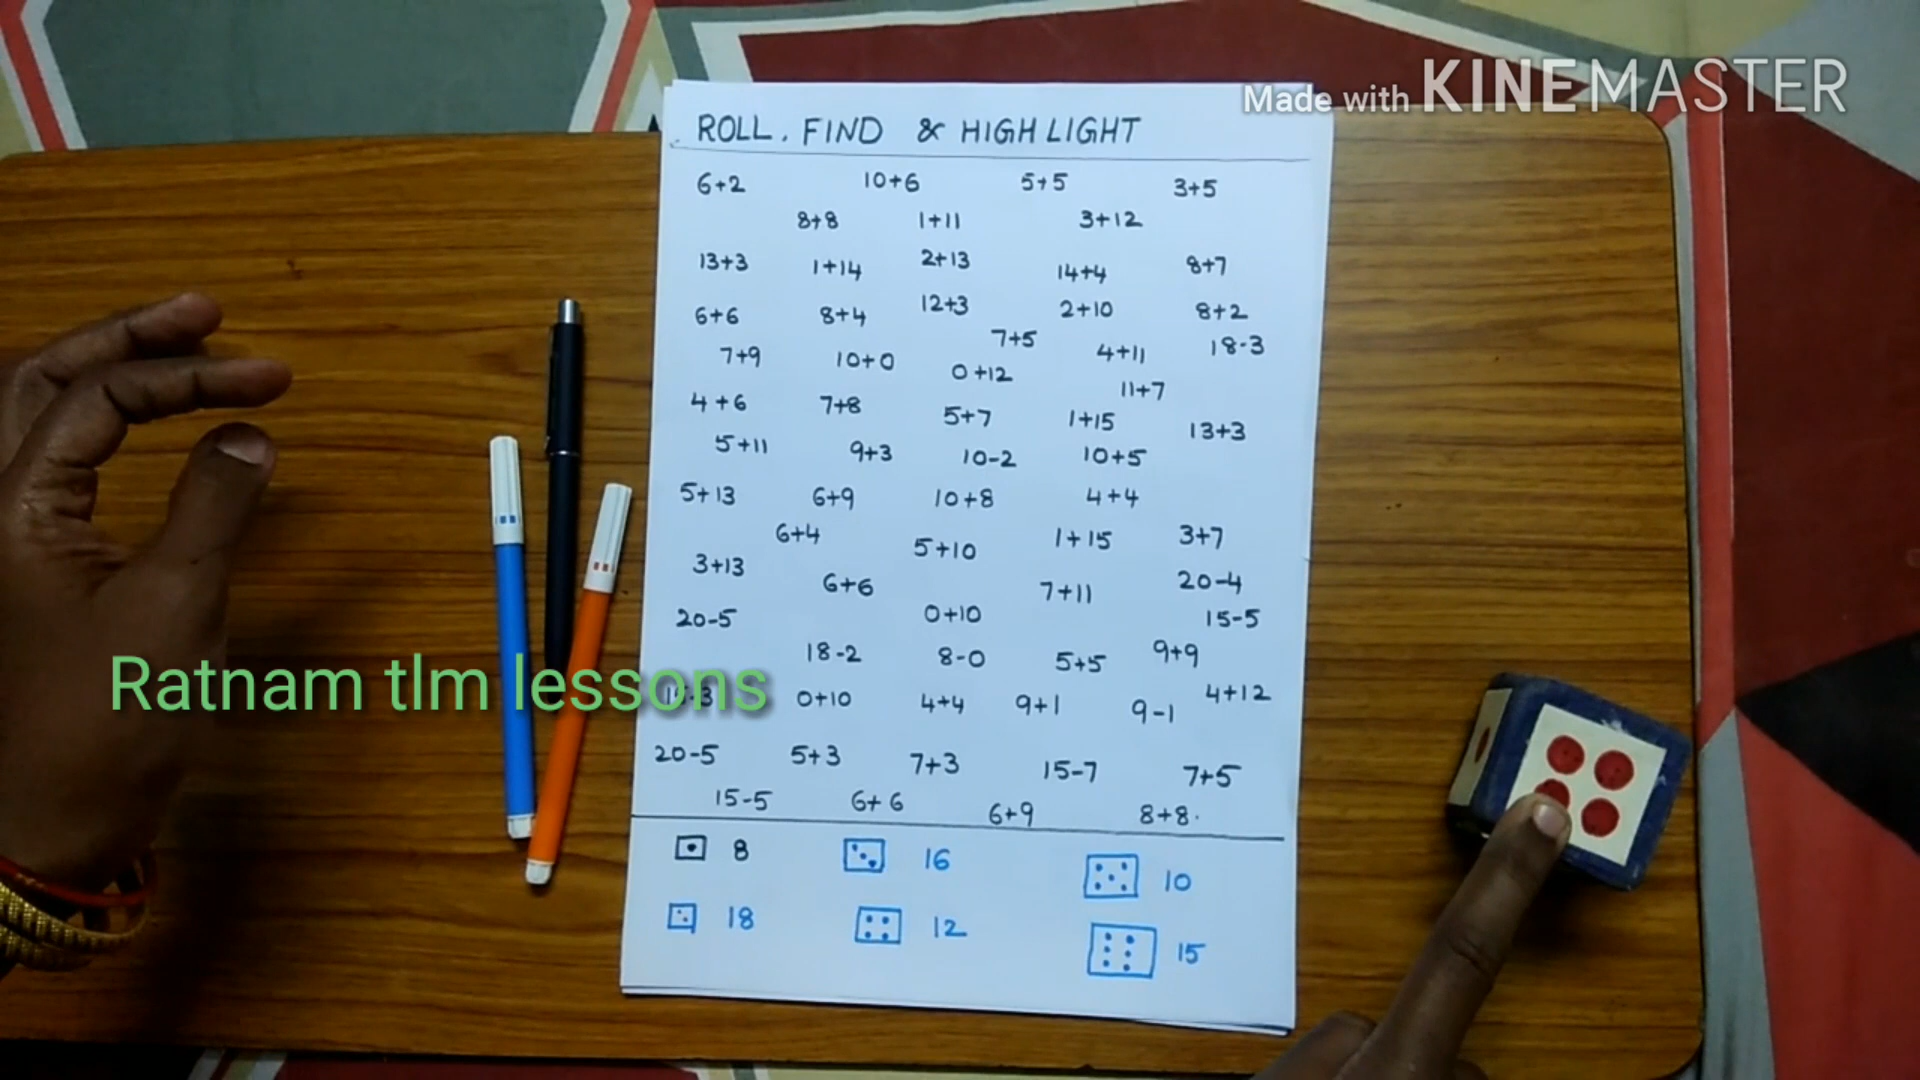 Made with KINEMASTER
ROLL. FIND & HIGH LIGHT
6+2 10+6 5+5 3+5
8+8 1+11 3+12
13+3 1+14 2+13 14+4 8+7
6+6 8+4 12+3 2+10 8+2
7+9 10+0 7+5 4+11 18-3
0+12 11+7
4+6 7+8 5+7 1+15 13+3
5+11 9+3 10-2 10+5
5+13 6+9 10+8 4+4
6+4 5+10 1+15 3+7
3+13 6+6 7+11 20-4
20-5 0+10 15-5
18-2 8-0 5+5 9+9
Ratnam tlm lessons
0+10 4+4 9+1 9-1 4+12
20-5 5+3 7+3 15-7 7+5
15-5 6+6 6+9 8+8.
8 16 10
18 12 15